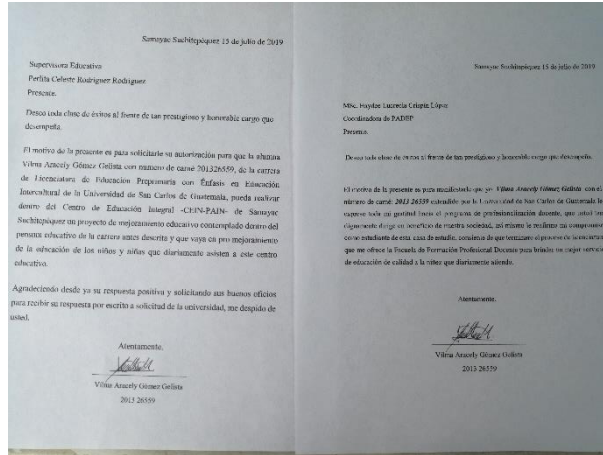 Samayac Suchitepéquez 15 de julio de 2019
Supervisora Educativa
Perlita Celeste Rodríguez Rodríguez
Presente.
Deseo toda clase de éxitos al frente de tan prestigioso y honorable cargo que
desempeña.
El motivo de la presente es para solicitarle su autorización para que la alumna
Vilma Aracely Gómez Gelista con número de carné 201326559, de la carrera
de Licenciatura de Educación Preprimaria con Énfasis en Educación
Intercultural de la Universidad de San Carlos de Guatemala, pueda realizar
dentro del Centro de Educación Integral -CEIN-PAIN- de Samayac
Suchitepéquez un proyecto de mejoramiento educativo contemplado dentro del
pensum educativo de la carrera antes descrita y que vaya en pro mejoramiento
de la educación de los niños y niñas que diariamente asisten a este centro
educativo.
Agradeciendo desde ya su respuesta positiva y solicitando sus buenos oficios
para recibir su respuesta por escrito a solicitud de la universidad, me despido de
usted.
Atentamente.
Vilma Aracely Gómez Gelista
2013 26559
Samayac Suchitepéquez 15 de julio de 2019
MSc. Haydee Lucrecia Crispín López
Coordinadora de PADEP
Presente.
Deseo toda clase de éxitos al frente de tan prestigioso y honorable cargo que desempeña.
El motivo de la presente es para manifestarle que yo Vilma Aracely Gómez Gelista con el
número de carné: 2013 26559 extendido por la Universidad de San Carlos de Guatemala le
expreso toda mi gratitud hacia el programa de profesionalización docente, que usted tan
dignamente dirige en beneficio de nuestra sociedad, así mismo le reafirmo mi compromiso
como estudiante de esta casa de estudio, consiste de que terminare el proceso de licenciatura
que me ofrece la Escuela de Formación Profesional Docente para brindar un mejor servicio
de educación de calidad a la niñez que diariamente atiendo.
Atentamente.
Vilma Aracely Gómez Gelista
2013 26559